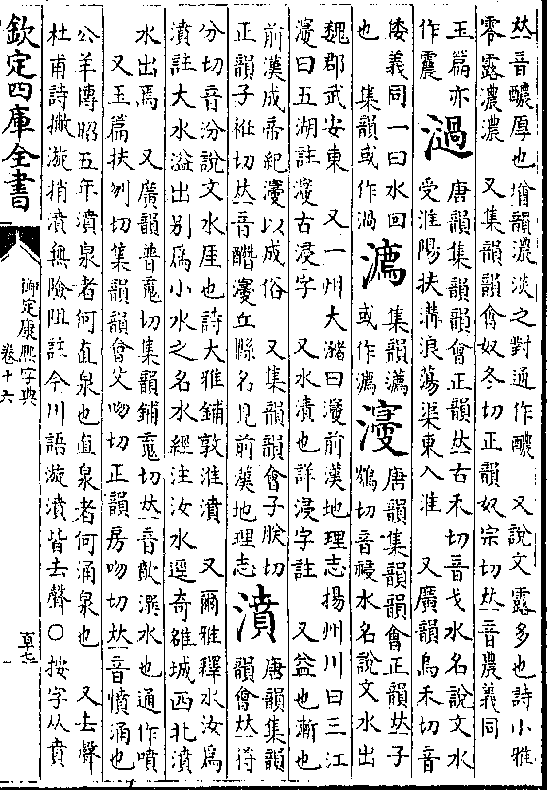 𠀤音醲厚也增韻濃淡之對通作醲 又說文露多也詩小雅
零露濃濃 又集韻韻會奴冬切正韻奴宗切𠀤音農義同
玉篇亦作震 濄 唐韻集韻韻會正韻𠀤古禾切音戈水名說文水
受淮陽扶溝浪蕩渠東入淮 又廣韻烏禾切音
倭義同一曰水回也 集韻或作渦 集韻 或作 濅 唐韻集韻韻會正韻𠀤子
鴆切音祲水名說文水出
魏郡武安東 又一州大 曰濅前漢地理志揚州川曰三江
濅曰五湖註濅古浸字 又水漬也詳浸字註 又益也漸也
前漢成帝紀濅以成俗 又集韻韻會子朕切
正韻子袵切𠀤音 濅丘縣名見前漢地理志 濆 唐韻集韻
韻會𠀤符
分切音汾說文水厓也詩大雅鋪敦淮濆 又爾雅釋水汝爲
濆註大水溢出別爲小水之名水經注汝水逕奇雒城西北濆
水出焉 又廣韻普䰟切集韻鋪䰟切𠀤音歕 水也通作噴
又玉篇扶刎切集韻韻會父吻切正韻房吻切𠀤音憤涌也
公羊傳昭五年濆泉者何直泉也直泉者何涌泉也 又去聲
杜甫詩撇漩捎濆無險阻註今川語漩濆皆去聲○按字从賁
欽定四庫全書
御定康熙字典
卷十六